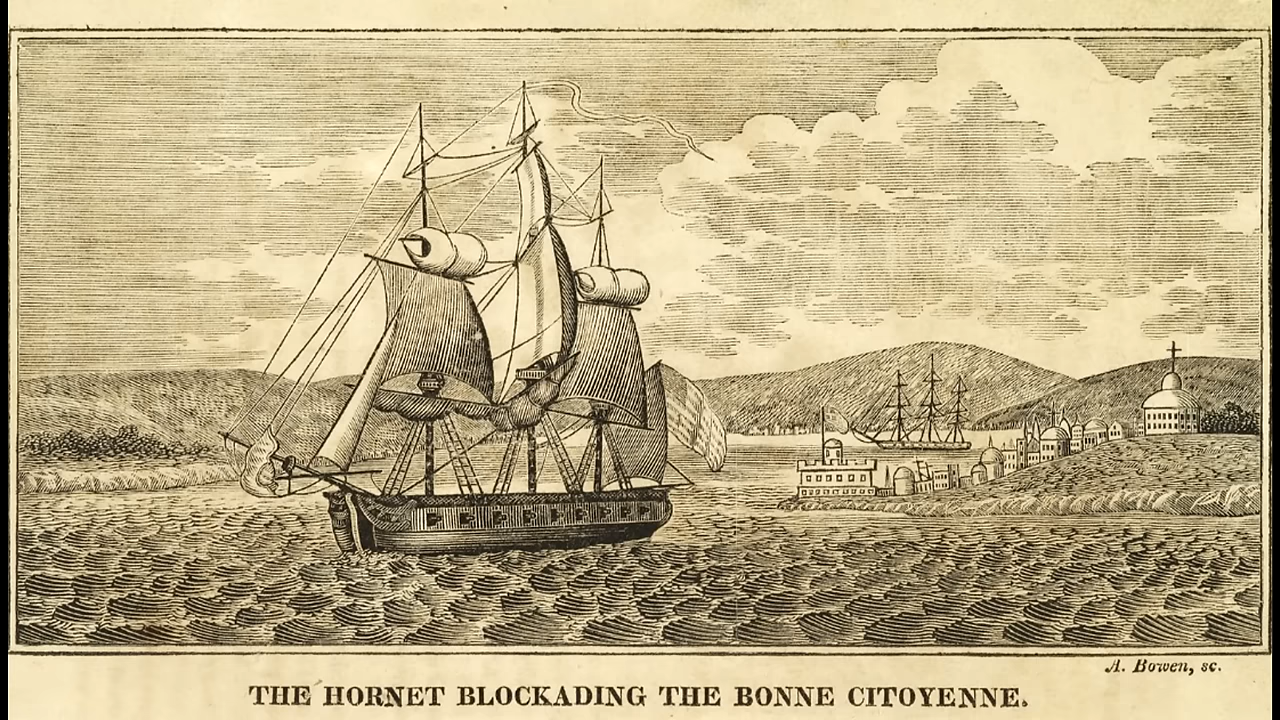 A. Bowen, sc.
THE HORNET BLOCKADING THE BONNE CITOYENNE.